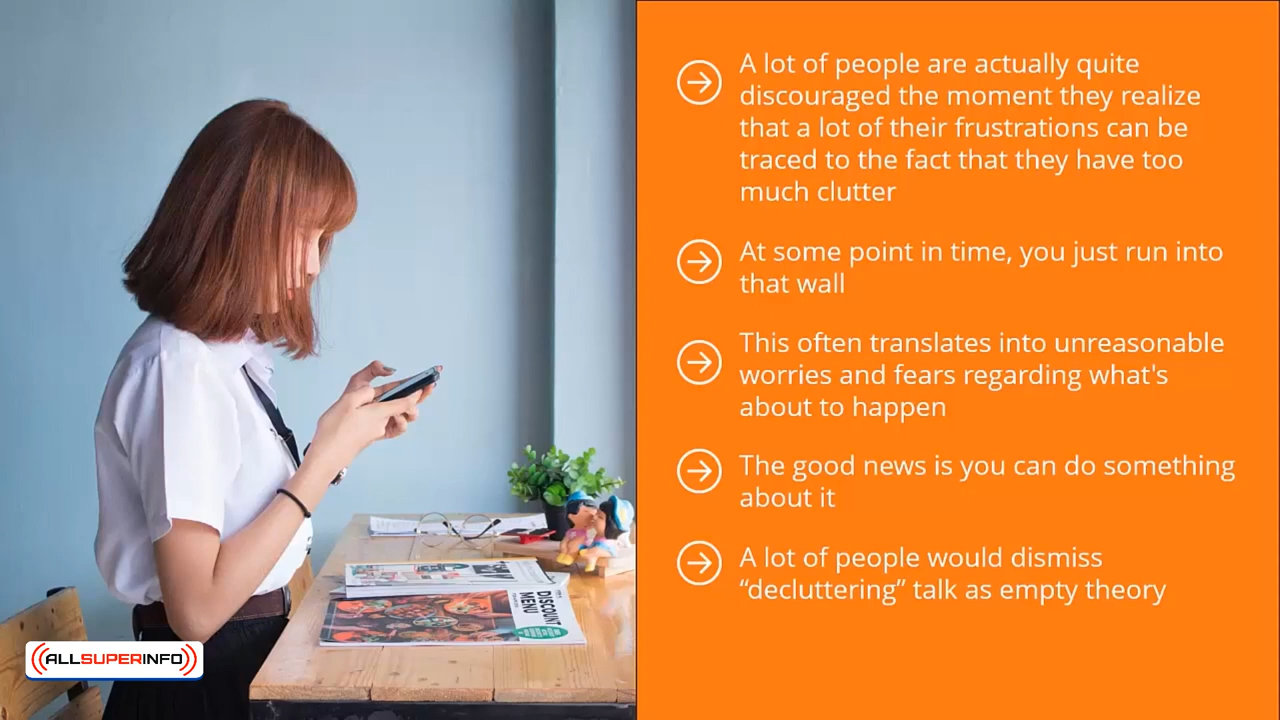 A lot of people are actually quite
discouraged the moment they realize
that a lot of their frustrations can be
traced to the fact that they have too
much clutter
At some point in time, you just run into
that wall
This often translates into unreasonable
worries and fears regarding what's
about to happen
The good news is you can do something
about it
A lot of people would dismiss
“decluttering” talk as empty theory
DISCOUNT
MENU
ALLSUPERINFO